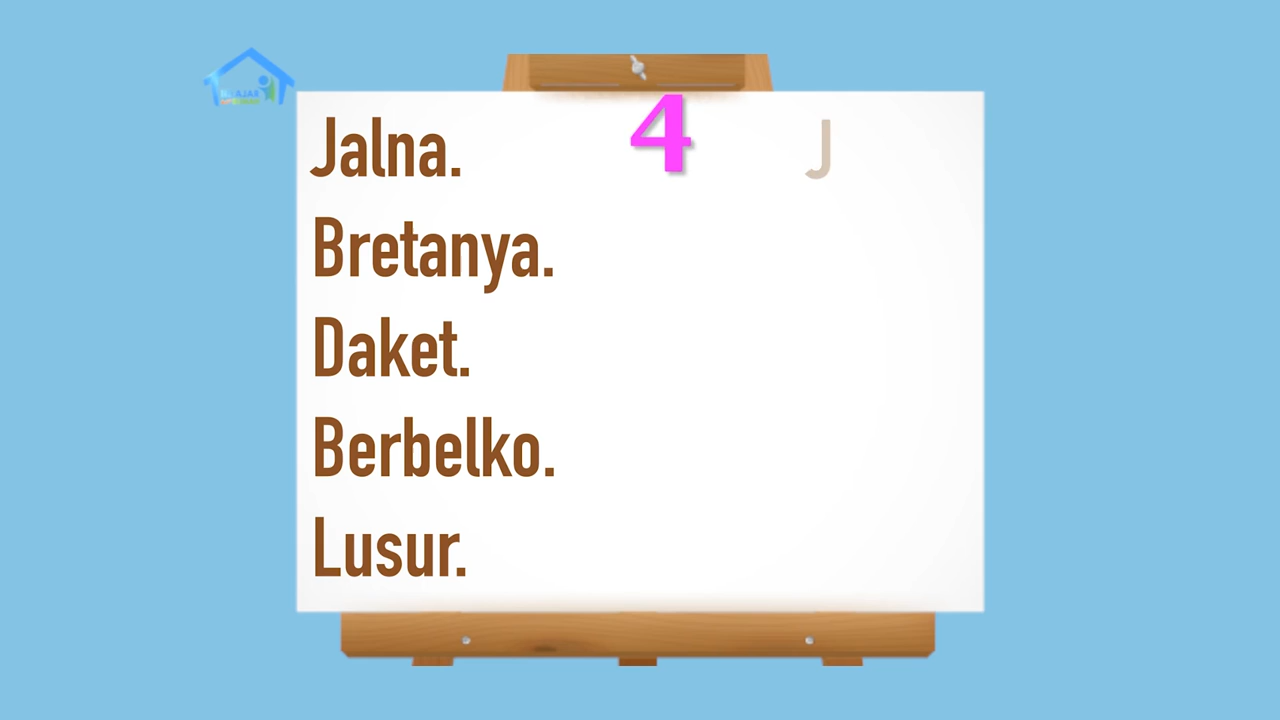 Jalna. 4 J
Bretanya.
Daket.
Berbelko.
Lusur.